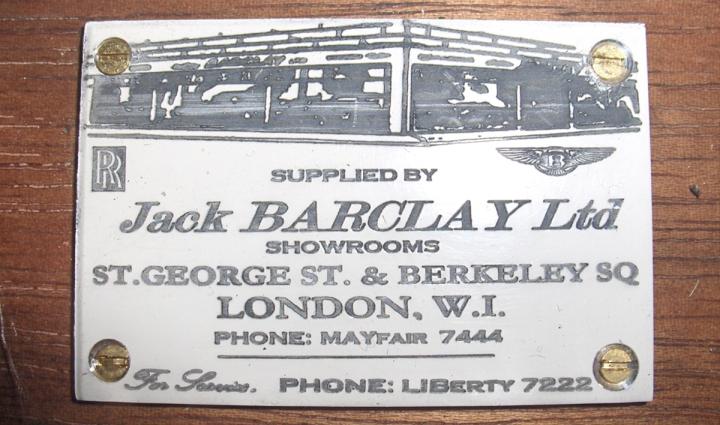 RR
B
SUPPLIED BY
Jack BARCLAY Ltd
SHOWROOMS
ST.GEORGE ST. & BERKELEY SQ
LONDON, W.I.
PHONE: MAYFAIR 7444
For Service. PHONE: LIBERTY 7222